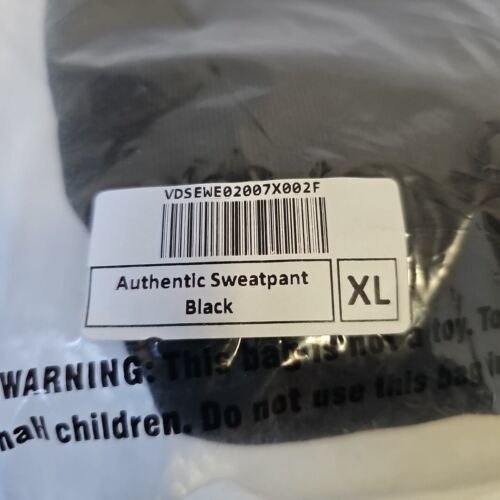 VDSEWE02007X002F
Authentic Sweatpant
Black
XL
WARNING: This bag is not a toy. To
mall children. Do not use this bag in